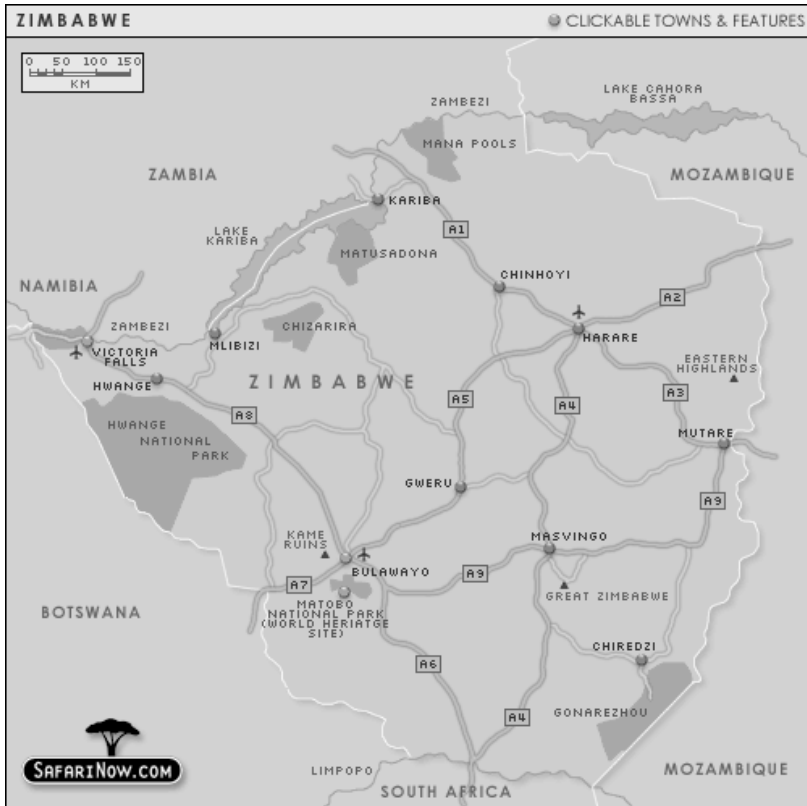 ZIMBABWE
CLICKABLE TOWNS & FEATURES
0 50 100 150
KM
LAKE CAHORA
BASSA
ZAMBEZI
MANA POOLS
ZAMBIA
MOZAMBIQUE
KARIBA
LAKE
KARIBA
A1
MATUSADONA
CHINHOYI
NAMIBIA
A2
ZAMBEZI
CHIZARIRA
MLIBIZI
HARARE
VICTORIA
FALLS
EASTERN
HIGHLANDS
HWANGE
ZIMBABWE
A8
A5
A4
A3
HWANGE
NATIONAL
PARK
MUTARE
GWERU
A9
KAME
RUINS
MASVINGO
BULAWAYO
A7
A9
GREAT ZIMBABWE
MATOBO
NATIONAL PARK
(WORLD HERIATGE
SITE)
BOTSWANA
CHIREDZI
A6
A4
GONAREZHOU
SAFARINOW.COM
LIMPOPO
MOZAMBIQUE
SOUTH AFRICA